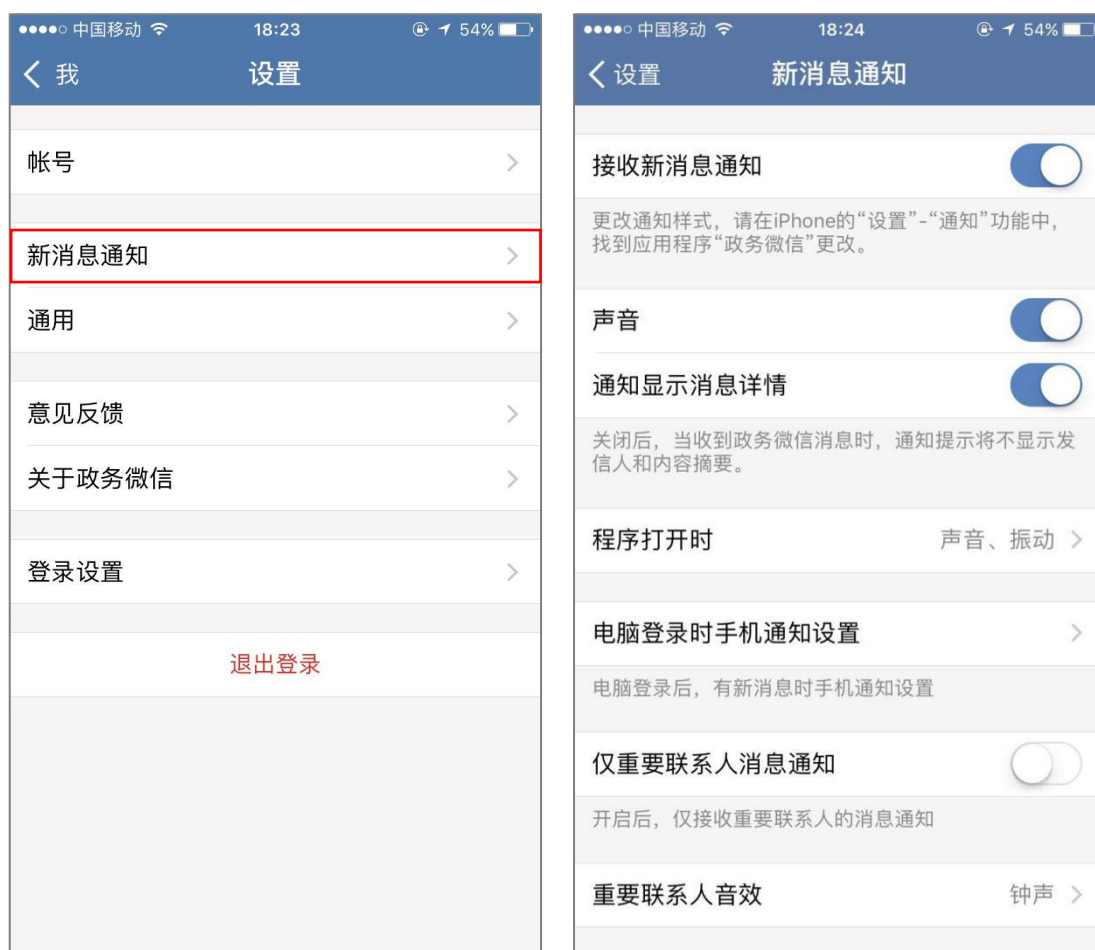 中国移动 18:23 54%
我 设置
帐号
新消息通知
通用
意见反馈
关于政务微信
登录设置
退出登录
中国移动 18:24 54%
设置 新消息通知
接收新消息通知
更改通知样式，请在iPhone的“设置”-“通知”功能中，
找到应用程序“政务微信”更改。
声音
通知显示消息详情
关闭后，当收到政务微信消息时，通知提示将不显示发
信人和内容摘要。
程序打开时 声音、振动
电脑登录时手机通知设置
电脑登录后，有新消息时手机通知设置
仅重要联系人消息通知
开启后，仅接收重要联系人的消息通知
重要联系人音效 钟声